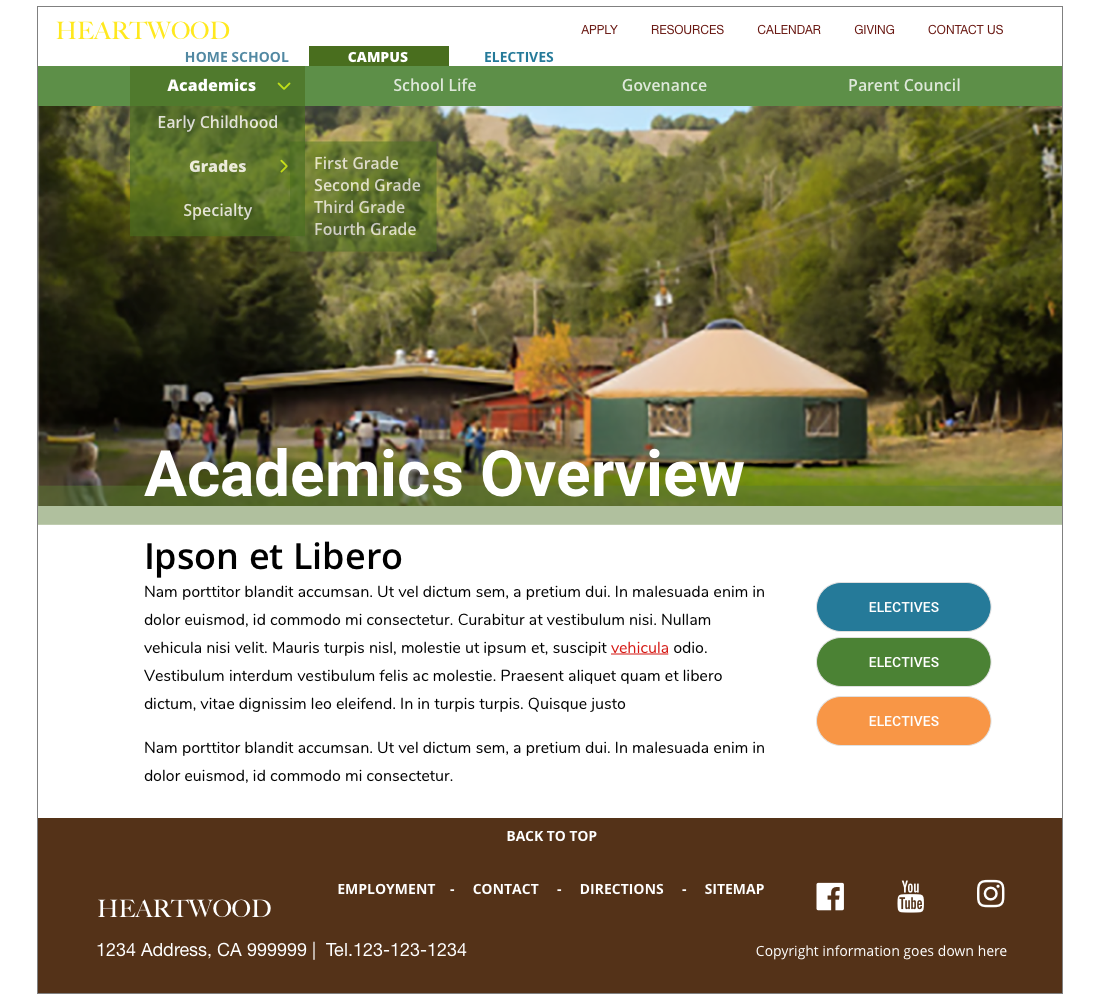 HEARTWOOD
APPLY RESOURCES CALENDAR GIVING CONTACT US
HOME SCHOOL CAMPUS ELECTIVES
Academics School Life Govenance Parent Council
Early Childhood
Grades
Specialty
First Grade
Second Grade
Third Grade
Fourth Grade
Academics Overview
Ipson et Libero
Nam porttitor blandit accumsan. Ut vel dictum sem, a pretium dui. In malesuada enim in
dolor euismod, id commodo mi consectetur. Curabitur at vestibulum nisi. Nullam
vehicula nisi velit. Mauris turpis nisl, molestie ut ipsum et, suscipit vehicula odio.
Vestibulum interdum vestibulum felis ac molestie. Praesent aliquet quam et libero
dictum, vitae dignissim leo eleifend. In in turpis turpis. Quisque justo
Nam porttitor blandit accumsan. Ut vel dictum sem, a pretium dui. In malesuada enim in
dolor euismod, id commodo mi consectetur.
ELECTIVES
ELECTIVES
ELECTIVES
BACK TO TOP
EMPLOYMENT - CONTACT - DIRECTIONS - SITEMAP
You
Tube
HEARTWOOD
1234 Address, CA 999999 | Tel.123-123-1234
Copyright information goes down here